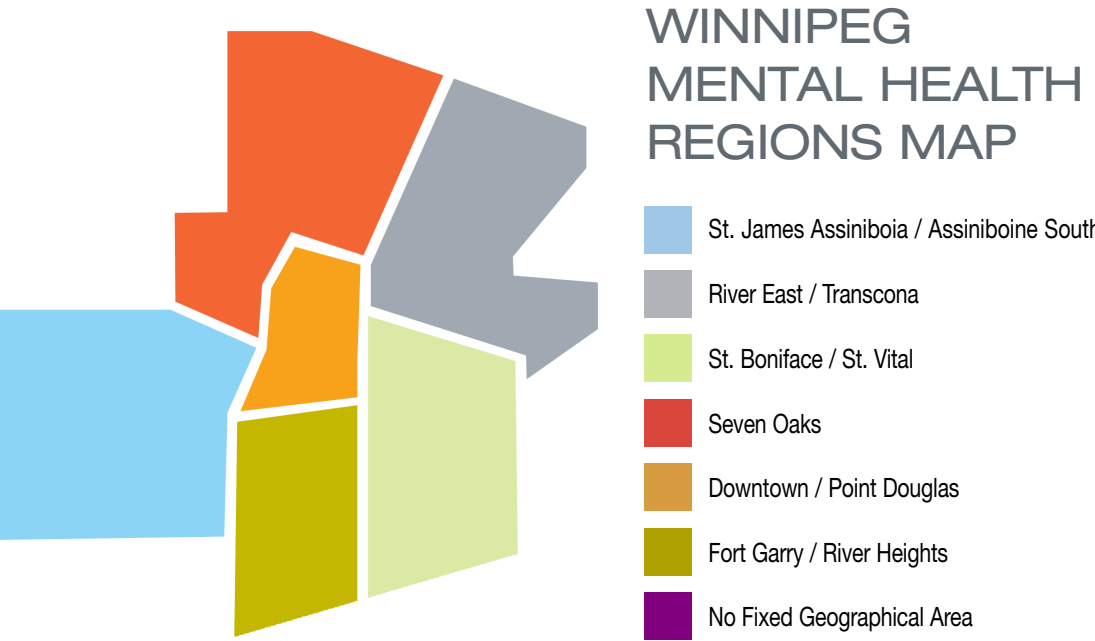 WINNIPEG
MENTAL HEALTH
REGIONS MAP
St. James Assiniboia / Assiniboine South
River East / Transcona
St. Boniface / St. Vital
Seven Oaks
Downtown / Point Douglas
Fort Garry / River Heights
No Fixed Geographical Area